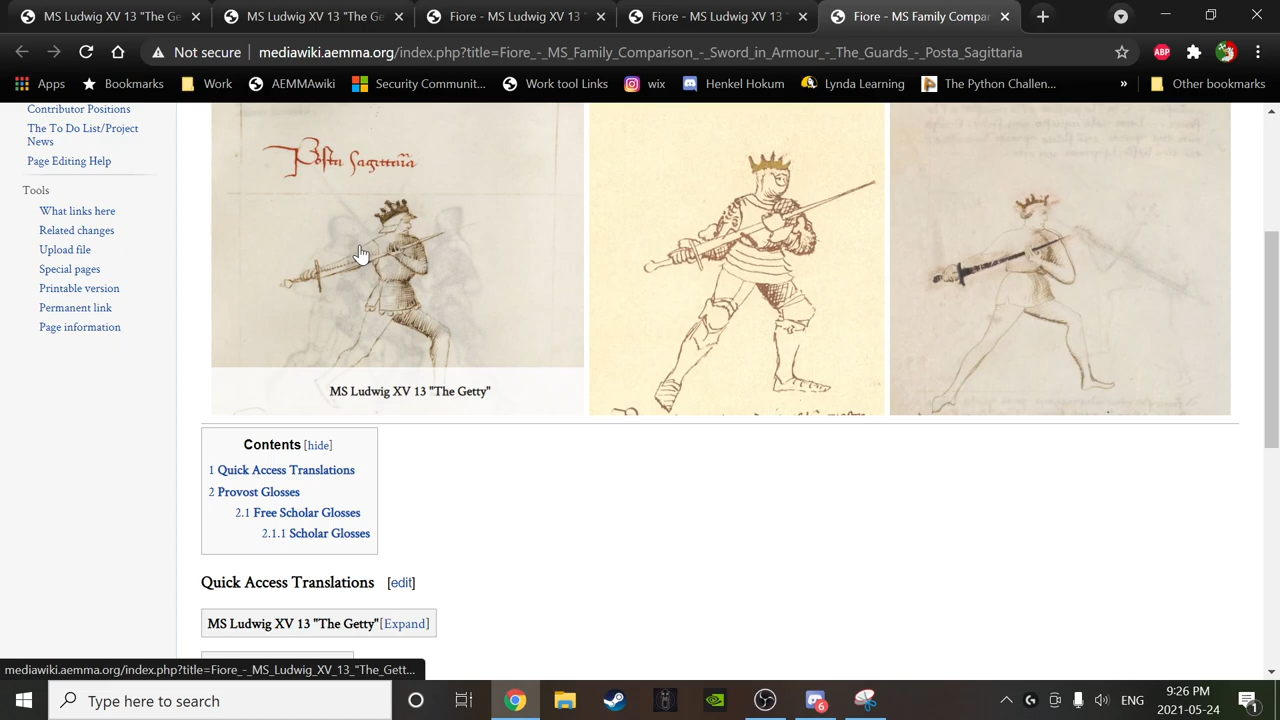 MS Ludwig XV 13 "The Ge
MS Ludwig XV 13 "The Ge
Fiore - MS Ludwig XV 13
Fiore - MS Ludwig XV 13
Fiore - MS Family Compar
Not secure
mediawiki.aemma.org/index.php?title=Fiore_-_MS_Family_Comparison_-_Sword_in_Armour_-_The_Guards_-_Posta_Sagittaria
ABP
Apps
Bookmarks
Work
AEMMAwiki
Security Communit...
Work tool Links
wix
Henkel Hokum
Lynda Learning
The Python Challen...
»
Other bookmarks
Contributor Positions
The To Do List/Project
News
Page Editing Help
Tools
What links here
Related changes
Upload file
Special pages
Printable version
Permanent link
Page information
Posta Sagittaria
MS Ludwig XV 13 "The Getty"
Contents [hide]
1 Quick Access Translations
2 Provost Glosses
2.1 Free Scholar Glosses
2.1.1 Scholar Glosses
Quick Access Translations [edit]
MS Ludwig XV 13 "The Getty"[Expand]
mediawiki.aemma.org/index.php?title=Fiore_-_MS_Ludwig_XV_13_"The_Gett...
Type here to search
6
ENG
9:26 PM
2021-05-24
1